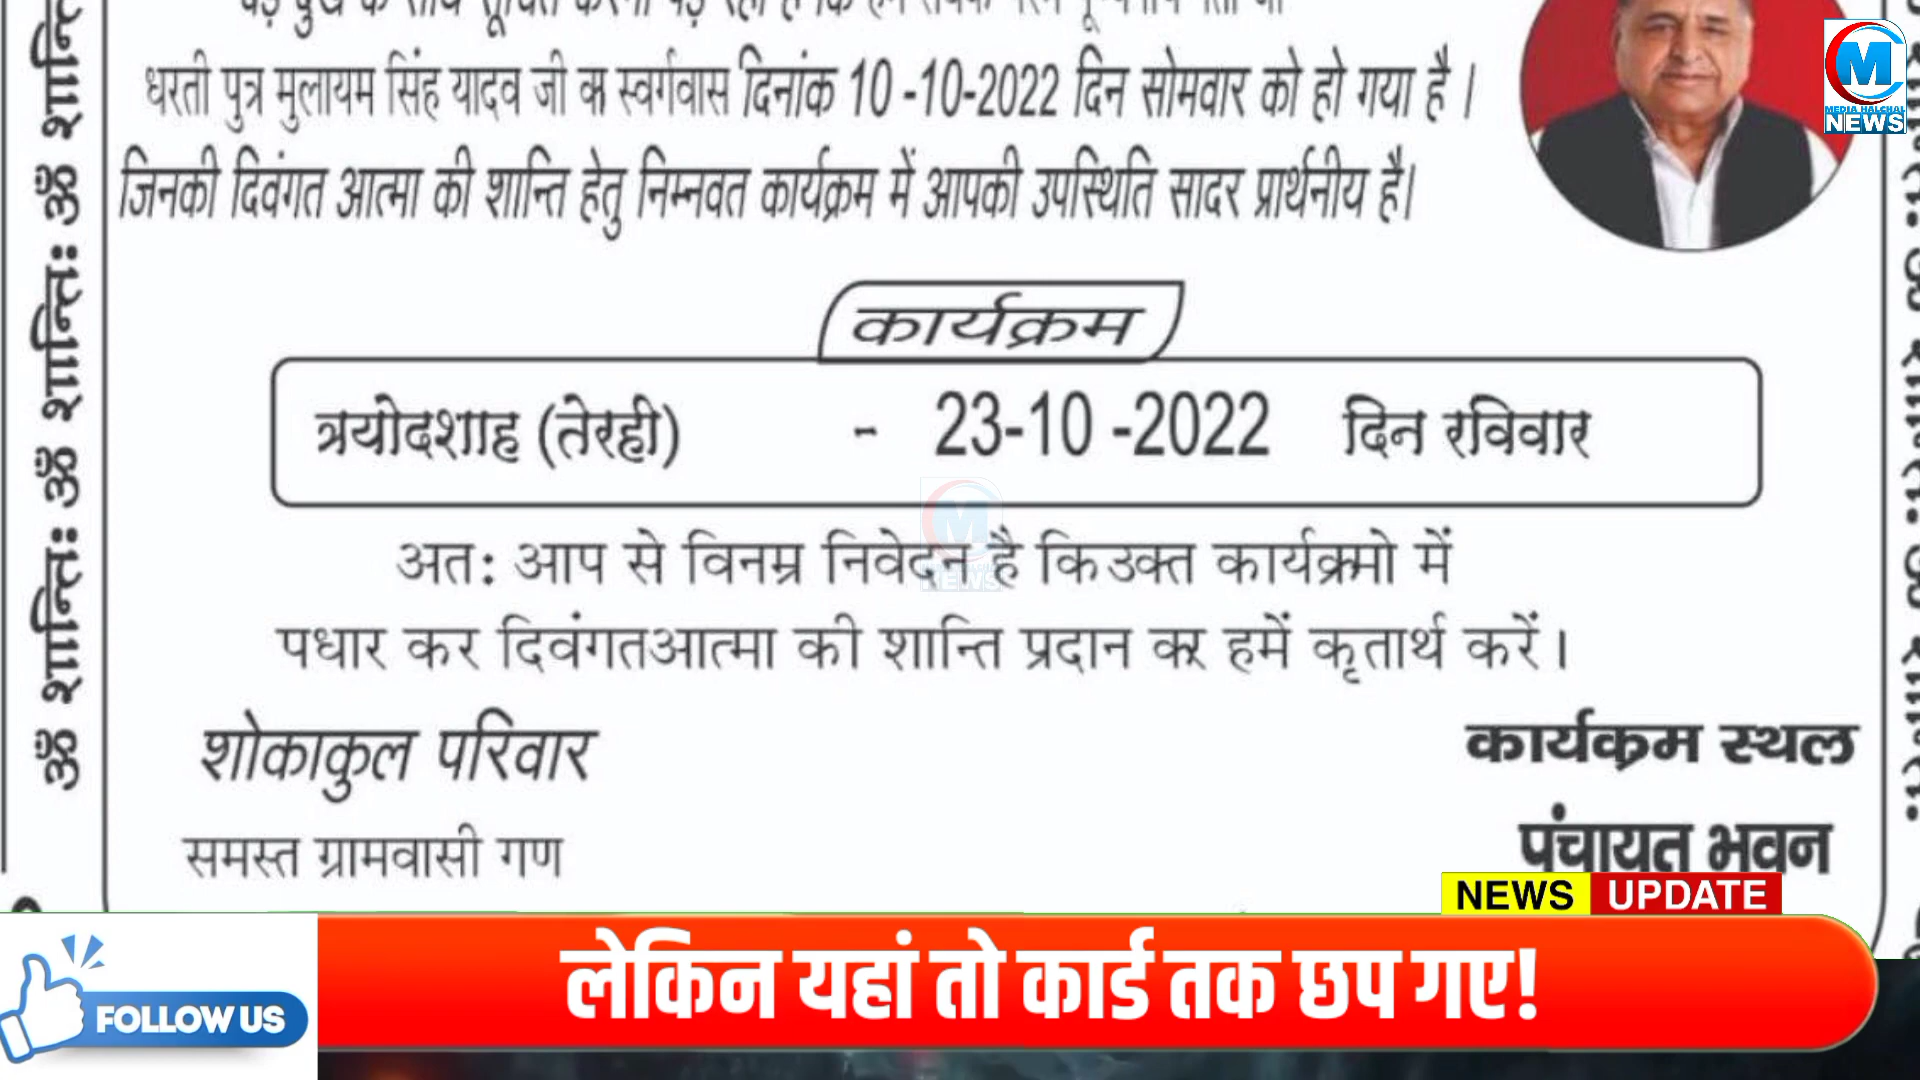 धरती पुत्र मुलायम सिंह यादव जी का स्वर्गवास दिनांक 10 -10-2022 दिन सोमवार को हो गया है ।
जिनकी दिवंगत आत्मा की शान्ति हेतु निम्नवत कार्यक्रम में आपकी उपस्थिति सादर प्रार्थनीय है।
MEDIA HALCHAL
NEWS
ॐ शान्तिः ॐ शान्तिः ॐ शान्ति
कार्यक्रम
त्रयोदशाह (तेरही) - 23-10 -2022 दिन रविवार
अतः आप से विनम्र निवेदन है कि उक्त कार्यक्रमो में
पधार कर दिवंगतआत्मा की शान्ति प्रदान कर हमें कृतार्थ करें।
NEWS
शोकाकुल परिवार
समस्त ग्रामवासी गण
कार्यक्रम स्थल
पंचायत भवन
NEWS UPDATE
लेकिन यहां तो कार्ड तक छप गए!
FOLLOW US